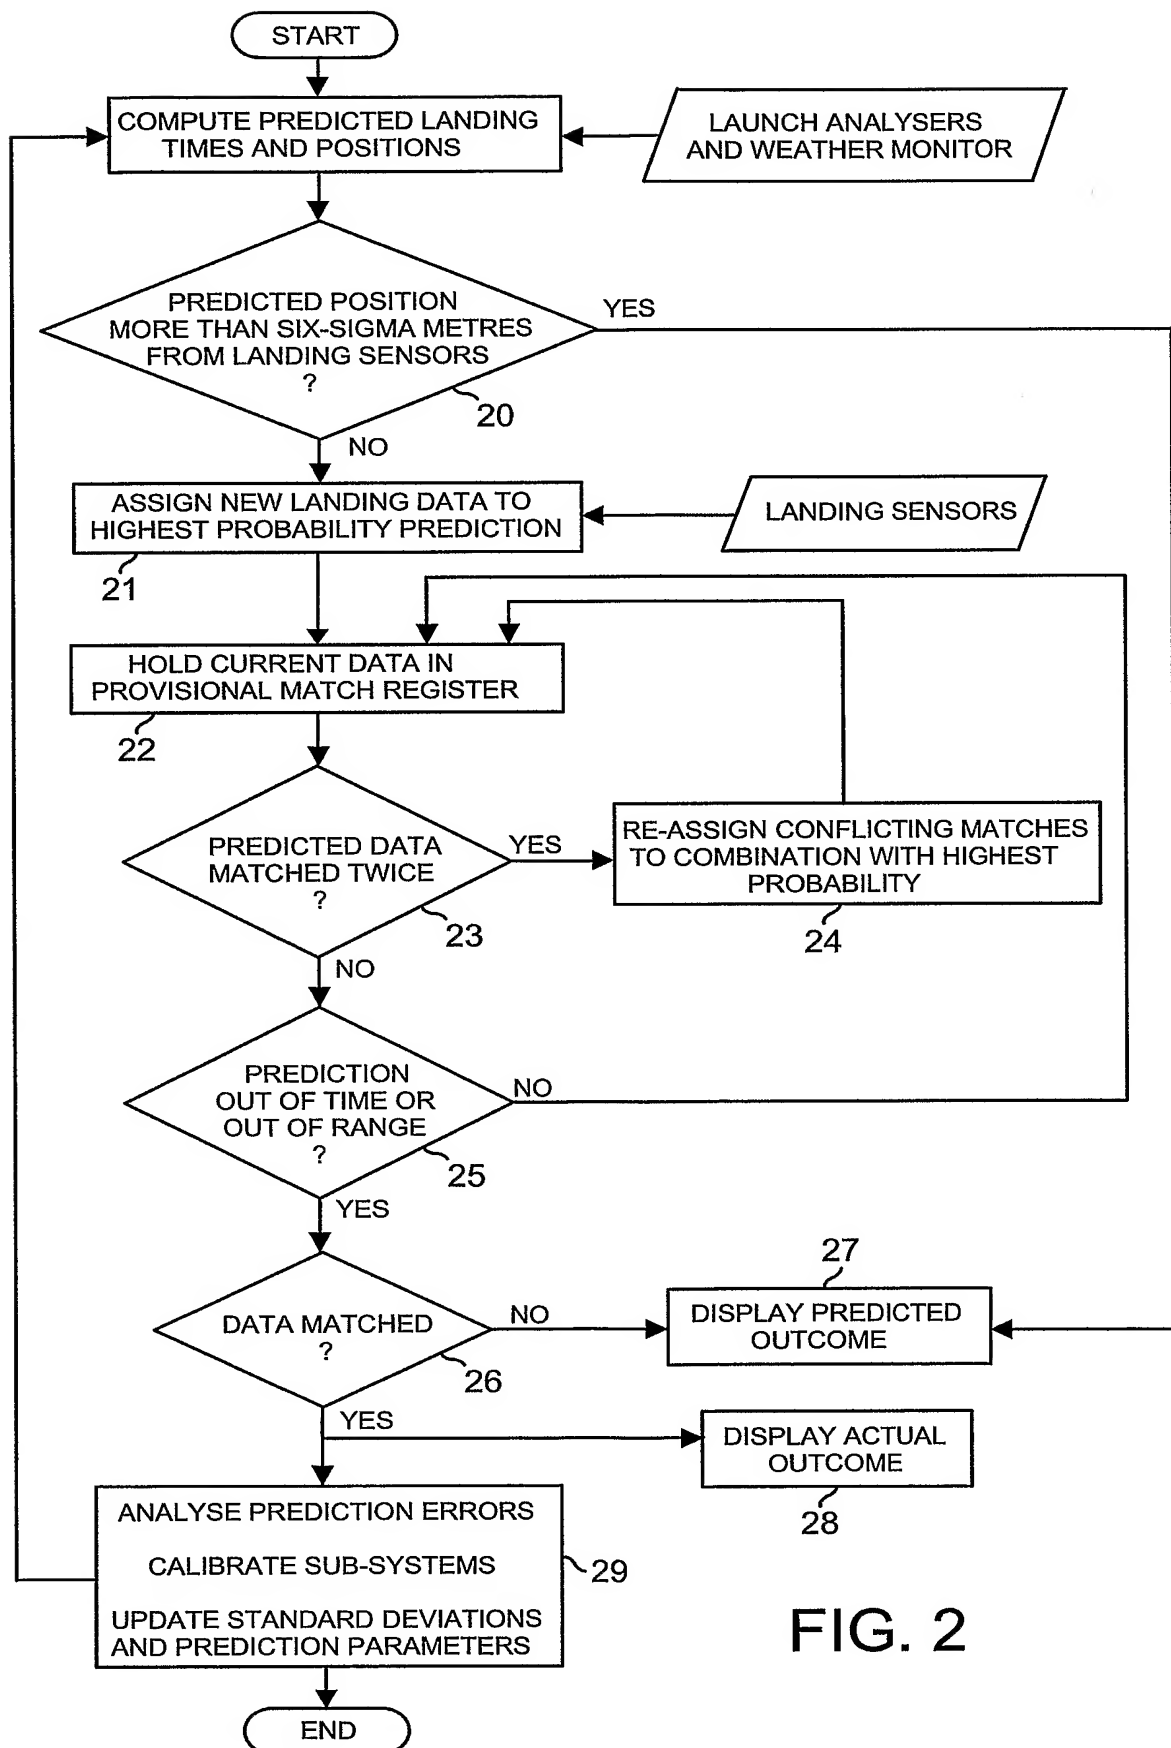 START
COMPUTE PREDICTED LANDING
TIMES AND POSITIONS
LAUNCH ANALYSERS
AND WEATHER MONITOR
PREDICTED POSITION
MORE THAN SIX-SIGMA METRES
FROM LANDING SENSORS
?
YES
20
NO
ASSIGN NEW LANDING DATA TO
HIGHEST PROBABILITY PREDICTION
LANDING SENSORS
21
HOLD CURRENT DATA IN
PROVISIONAL MATCH REGISTER
22
PREDICTED DATA
MATCHED TWICE
?
YES
23
RE-ASSIGN CONFLICTING MATCHES
TO COMBINATION WITH HIGHEST
PROBABILITY
24
NO
PREDICTION
OUT OF TIME OR
OUT OF RANGE
?
NO
25
YES
DATA MATCHED
?
NO
26
27
DISPLAY PREDICTED
OUTCOME
YES
DISPLAY ACTUAL
OUTCOME
28
ANALYSE PREDICTION ERRORS
CALIBRATE SUB-SYSTEMS
UPDATE STANDARD DEVIATIONS
AND PREDICTION PARAMETERS
29
FIG. 2
END